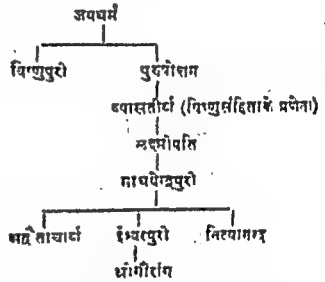 जयधर्म
विष्णुपुरी पुरुषोत्तम
व्यासतीर्थ (विष्णुसंहिताके प्रणेता)
लक्ष्मीपति
माधवेन्द्रपुरी
अद्वैताचार्य ईश्वरपुरी नित्यानन्द
श्रीगौरांग